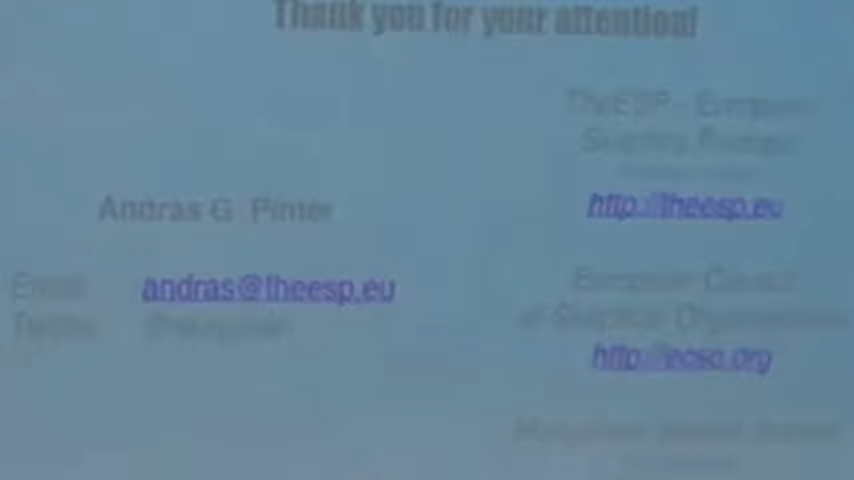 Thank you for your attention!
Andras G. Pinter
Email
andras@theesp.eu
Twitter
TheESP - European
Skeptics Podcast
http://theesp.eu
European Council
of Skeptical Organisations
http://ecso.org